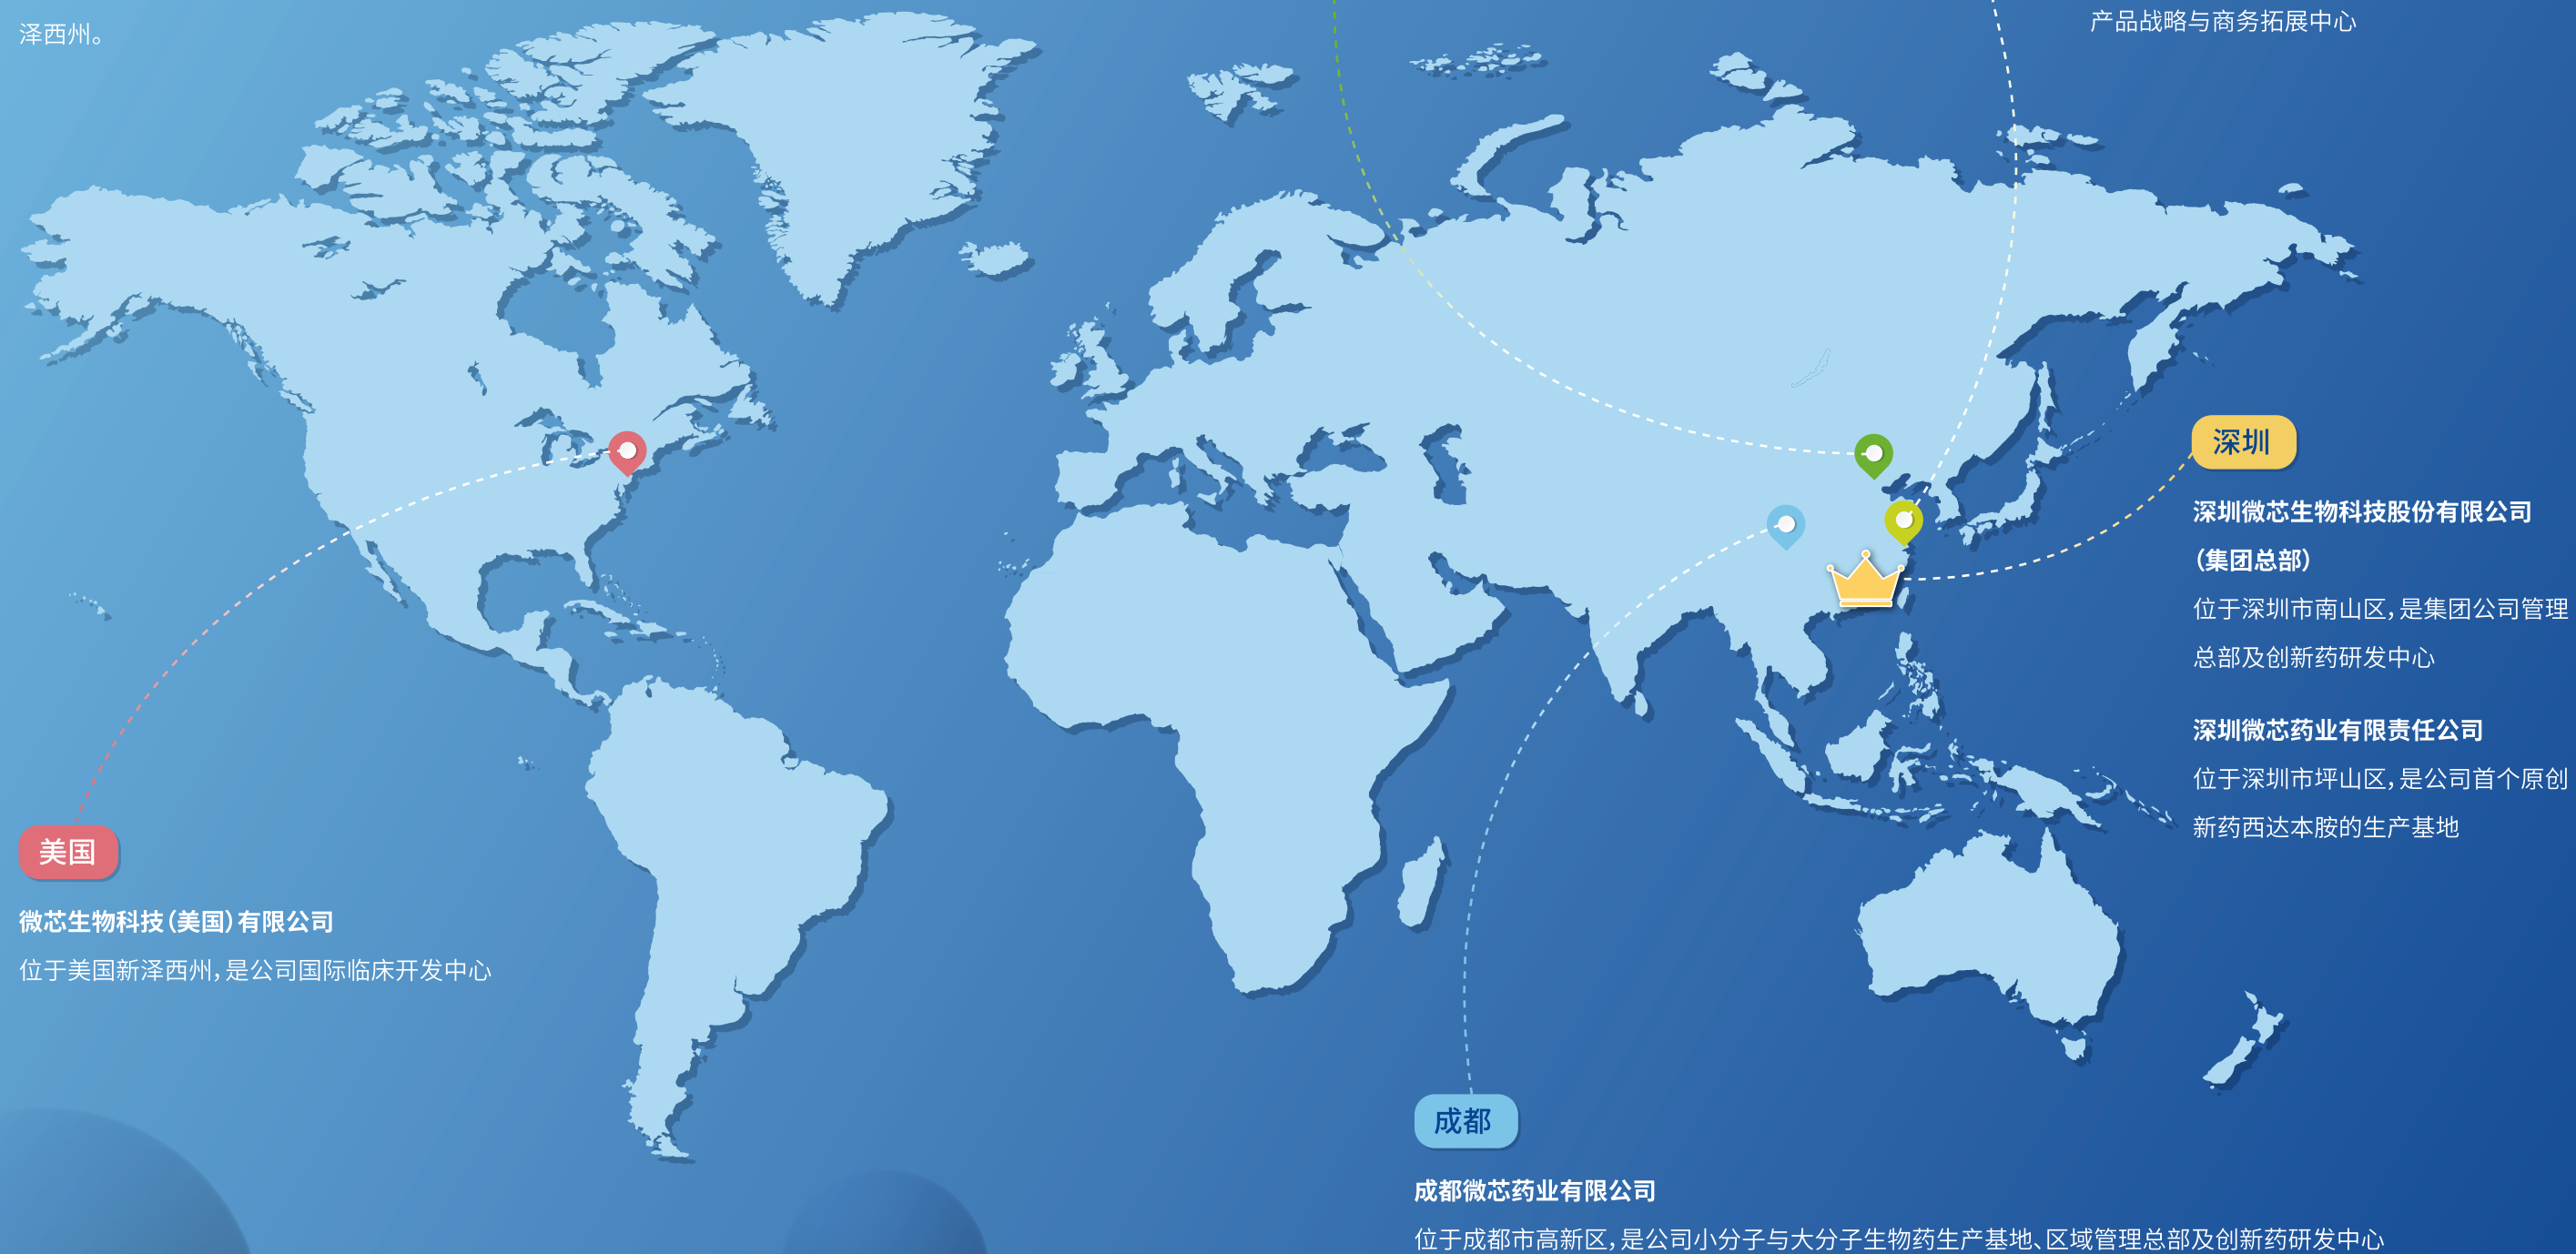 泽西州。
产品战略与商务拓展中心
深圳
深圳微芯生物科技股份有限公司
(集团总部)
位于深圳市南山区,是集团公司管理
总部及创新药研发中心
深圳微芯药业有限责任公司
位于深圳市坪山区,是公司首个原创
新药西达本胺的生产基地
美国
微芯生物科技(美国)有限公司
位于美国新泽西州,是公司国际临床开发中心
成都
成都微芯药业有限公司
位于成都市高新区,是公司小分子与大分子生物药生产基地、区域管理总部及创新药研发中心